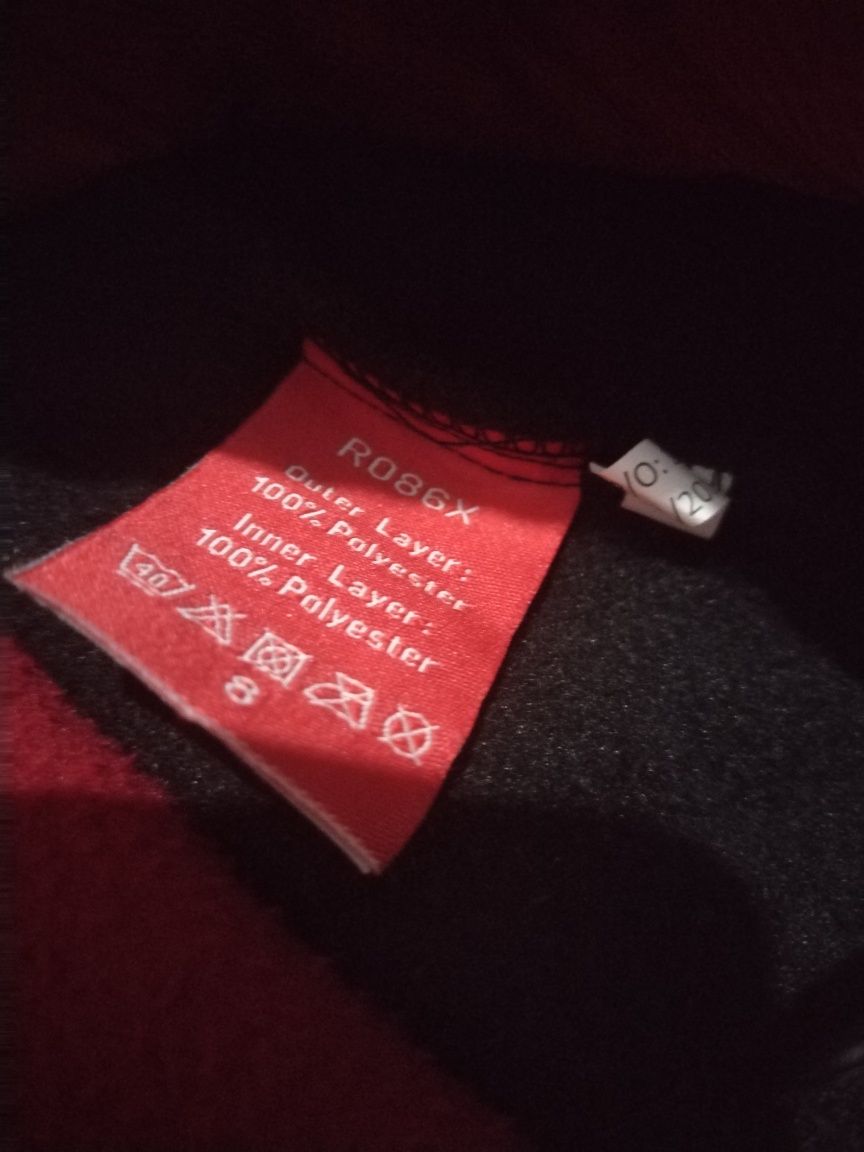 R086X
Outer Layer:
100% Polyester
Inner Layer:
100% Polyester
40
8
O: